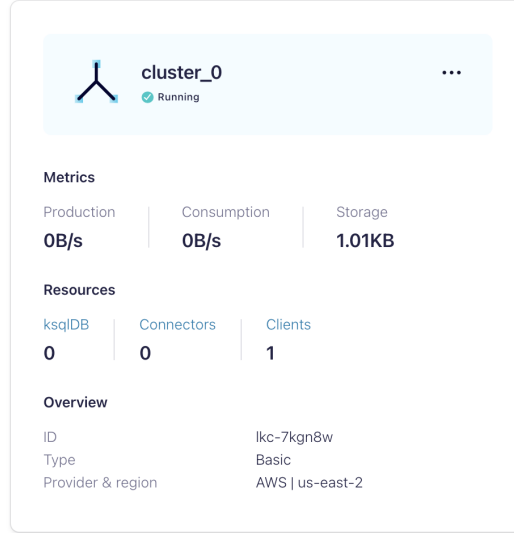 cluster_0
Running
Metrics
Production Consumption Storage
0B/s 0B/s 1.01KB
Resources
ksqlDB Connectors Clients
0 0 1
Overview
ID lkc-7kgn8w
Type Basic
Provider & region AWS | us-east-2